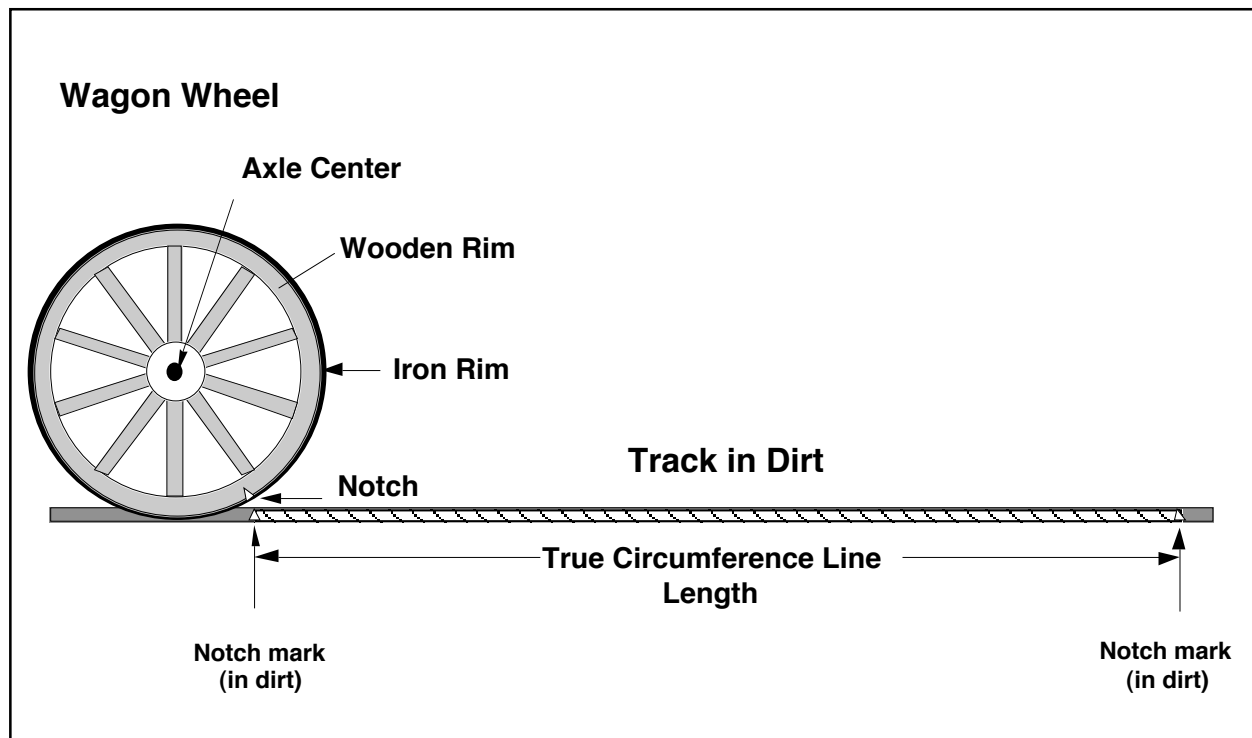 Wagon Wheel
Axle Center
Wooden Rim
Iron Rim
Track in Dirt
Notch
True Circumference Line
Length
Notch mark
(in dirt)
Notch mark
(in dirt)